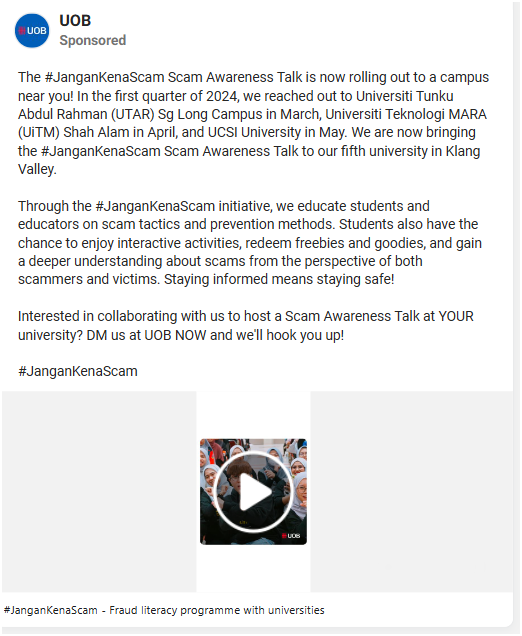 UOB
UOB
Sponsored
The #JanganKenaScam Scam Awareness Talk is now rolling out to a campus
near you! In the first quarter of 2024, we reached out to Universiti Tunku
Abdul Rahman (UTAR) Sg Long Campus in March, Universiti Teknologi MARA
(UiTM) Shah Alam in April, and UCSI University in May. We are now bringing
the #JanganKenaScam Scam Awareness Talk to our fifth university in Klang
Valley.
Through the #JanganKenaScam initiative, we educate students and
educators on scam tactics and prevention methods. Students also have the
chance to enjoy interactive activities, redeem freebies and goodies, and gain
a deeper understanding about scams from the perspective of both
scammers and victims. Staying informed means staying safe!
Interested in collaborating with us to host a Scam Awareness Talk at YOUR
university? DM us at UOB NOW and we'll hook you up!
#JanganKenaScam
UOB
#JanganKenaScam - Fraud literacy programme with universities